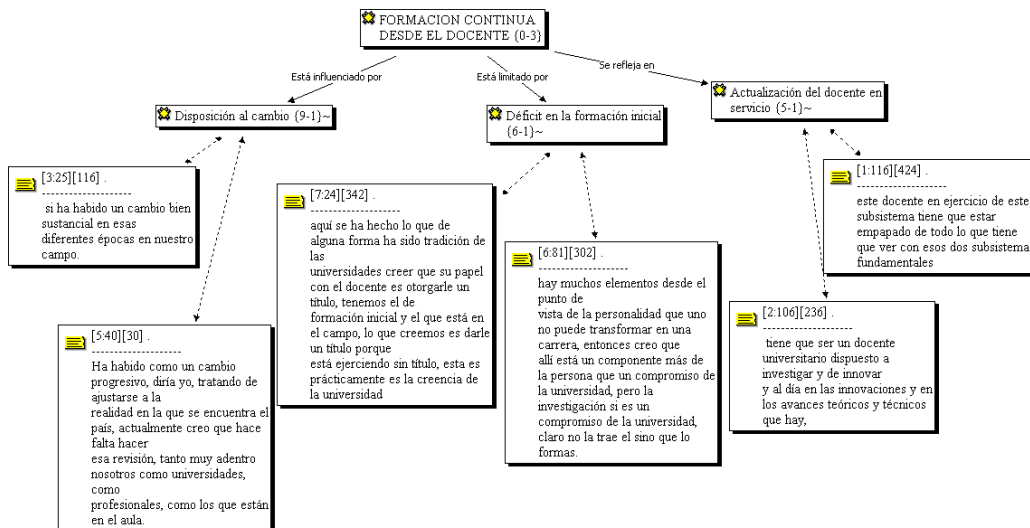 FORMACION CONTINUA
DESDE EL DOCENTE {0-3}
Está influenciado por
Está limitado por
Se refleja en
Disposición al cambio {9-1}~
Déficit en la formación inicial
{6-1}~
Actualización del docente en
servicio {5-1}~
[3:25][116] .
--------------------
si ha habido un cambio bien
sustancial en esas
diferentes épocas en nuestro
campo.
[5:40][30] .
--------------------
Ha habido como un cambio
progresivo, diría yo, tratando de
ajustarse a la
realidad en la que se encuentra el
país, actualmente creo que hace
falta hacer
esa revisión, tanto muy adentro
nosotros como universidades,
como
profesionales, como los que están
en el aula.
[7:24][342] .
--------------------
aquí se ha hecho lo que de
alguna forma ha sido tradición de
las
universidades creer que su papel
con el docente es otorgarle un
título, tenemos el de
formación inicial y el que está en
el campo, lo que creemos es darle
un título porque
está ejerciendo sin título, esta es
prácticamente es la creencia de
la universidad
[6:81][302] .
--------------------
hay muchos elementos desde el
punto de
vista de la personalidad que uno
no puede transformar en una
carrera, entonces creo que
allí está un componente más de
la persona que un compromiso de
la universidad, pero la
investigación si es un
compromiso de la universidad,
claro no la trae el sino que lo
formas.
[1:116][424] .
--------------------
este docente en ejercicio de este
subsistema tiene que estar
empapado de todo lo que tiene
que ver con esos dos subsistema
fundamentales
[2:106][236] .
--------------------
tiene que ser un docente
universitario dispuesto a
investigar y de innovar
y al día en las innovaciones y en
los avances teóricos y técnicos
que hay,